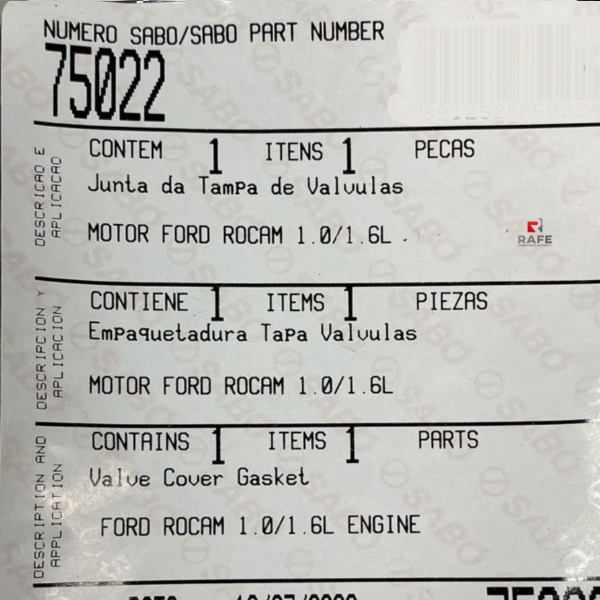 NUMERO SABO/SABO PART NUMBER
75022
DESCRICAO E APLICACAO
CONTEM 1 ITENS 1 PECAS
Junta da Tampa de Valvulas
MOTOR FORD ROCAM 1.0/1.6L
RAFE
DESCRIPCION Y APLICACION
CONTIENE 1 ITEMS 1 PIEZAS
Empaquetadura Tapa Valvulas
MOTOR FORD ROCAM 1.0/1.6L
DESCRIPTION AND APPLICATION
CONTAINS 1 ITEMS 1 PARTS
Valve Cover Gasket
FORD ROCAM 1.0/1.6L ENGINE